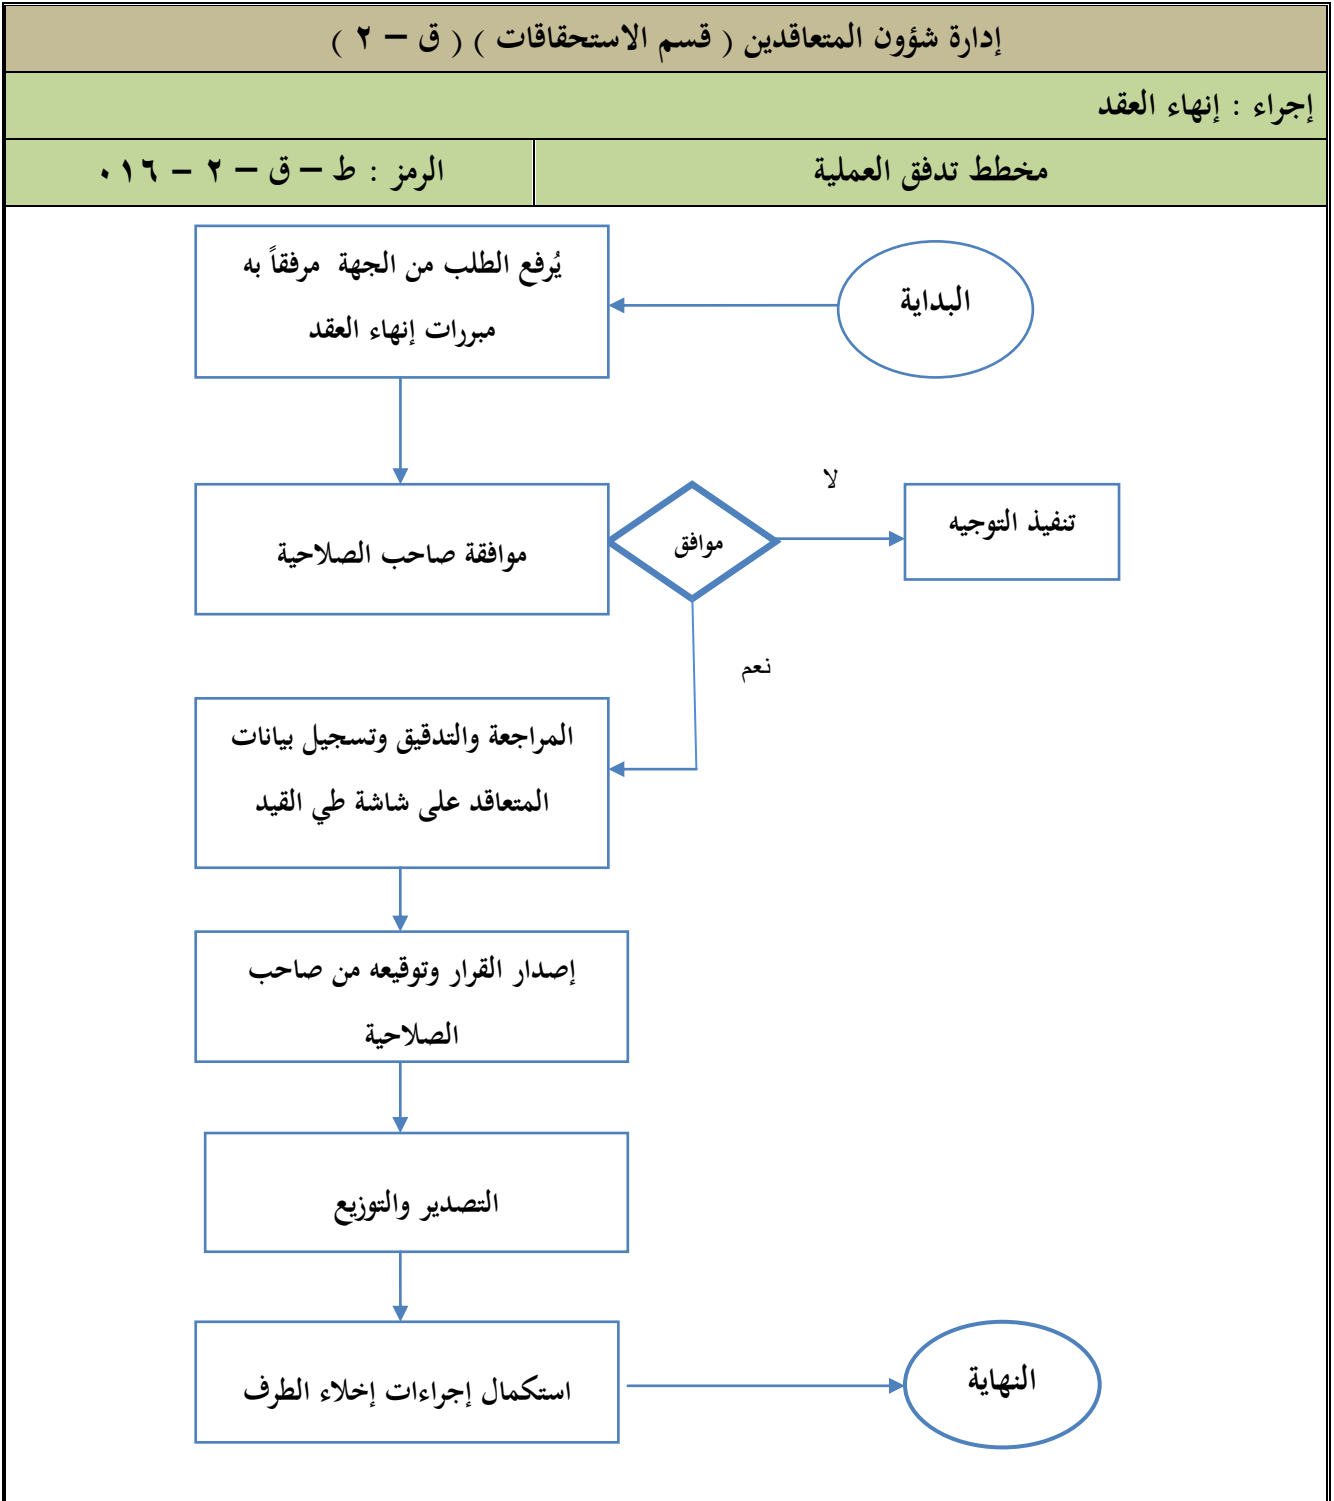 إدارة شؤون المتعاقدين ( قسم الاستحقاقات ) ( ق – ٢ )
إجراء : إنهاء العقد
مخطط تدفق العملية
الرمز : ط – ق – ٢ – ٠١٦
البداية
يُرفع الطلب من الجهة مرفقاً به
مبررات إنهاء العقد
موافقة صاحب الصلاحية
موافق
لا
تنفيذ التوجيه
نعم
المراجعة والتدقيق وتسجيل بيانات
المتعاقد على شاشة طي القيد
إصدار القرار وتوقيعه من صاحب
الصلاحية
التصدير والتوزيع
استكمال إجراءات إخلاء الطرف
النهاية